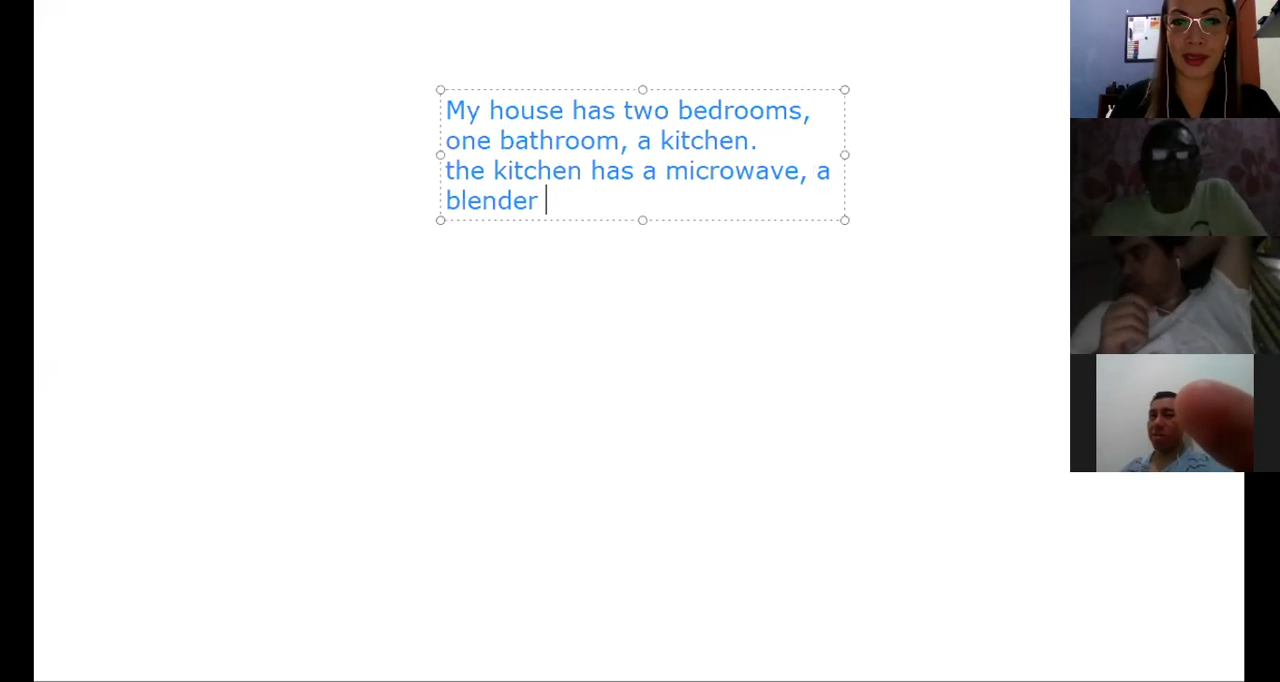 My house has two bedrooms,
one bathroom, a kitchen.
the kitchen has a microwave, a
blender